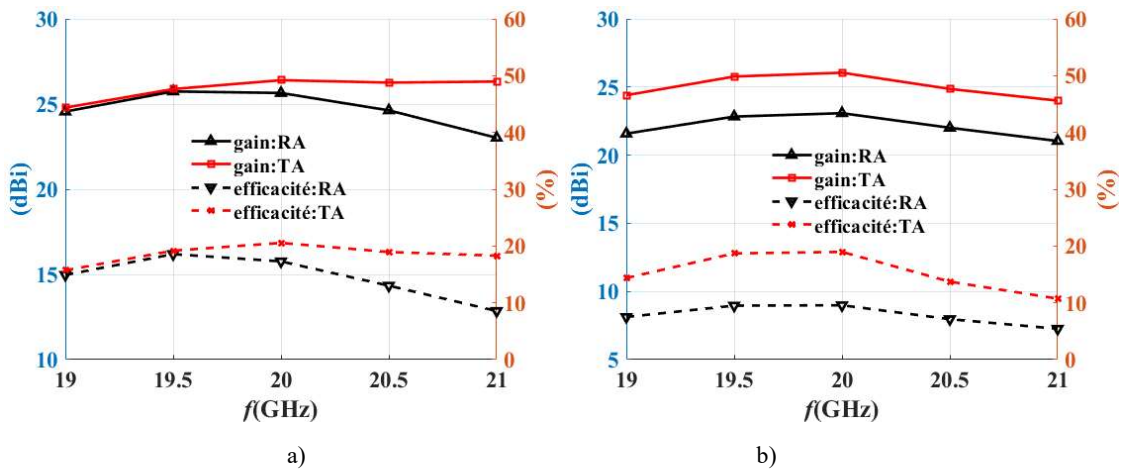 30
25
20
15
10
(dBi)
60
50
40
30
20
10
0
(%)
gain:RA
gain:TA
efficacité:RA
efficacité:TA
19
19.5
20
20.5
21
f(GHz)
a)
30
25
20
15
10
5
(dBi)
60
50
40
30
20
10
0
(%)
gain:RA
gain:TA
efficacité:RA
efficacité:TA
19
19.5
20
20.5
21
f(GHz)
b)